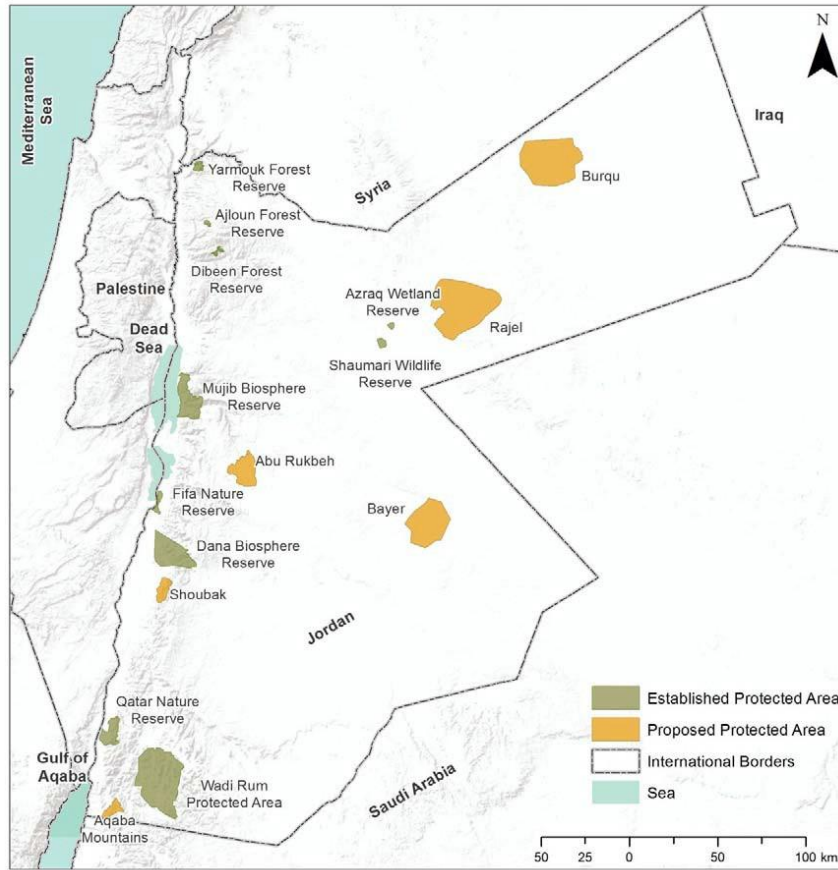 N
Mediterranean
Sea
Iraq
Yarmouk Forest
Reserve
Syria
Burqu
Ajloun Forest
Reserve
Dibeen Forest
Reserve
Palestine
Azraq Wetland
Reserve
Dead
Sea
Rajel
Shaumari Wildlife
Reserve
Mujib Biosphere
Reserve
Abu Rukbeh
Fifa Nature
Reserve
Bayer
Dana Biosphere
Reserve
Shoubak
Jordan
Qatar Nature
Reserve
Gulf of
Aqaba
Wadi Rum
Protected Area
Saudi Arabia
Aqaba
Mountains
Established Protected Area
Proposed Protected Area
International Borders
Sea
50 25 0 50 100 km